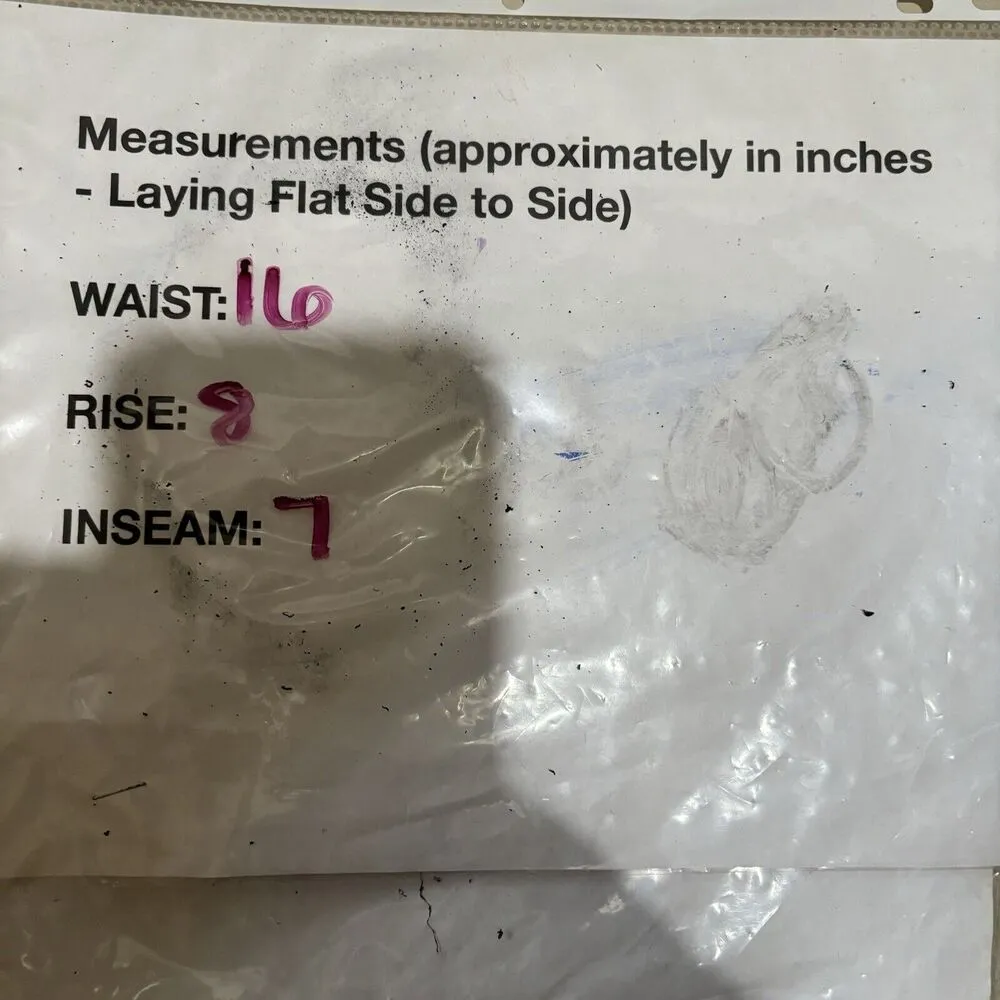 Measurements (approximately in inches
- Laying Flat Side to Side)
WAIST: 16
RISE: 8
INSEAM: 7